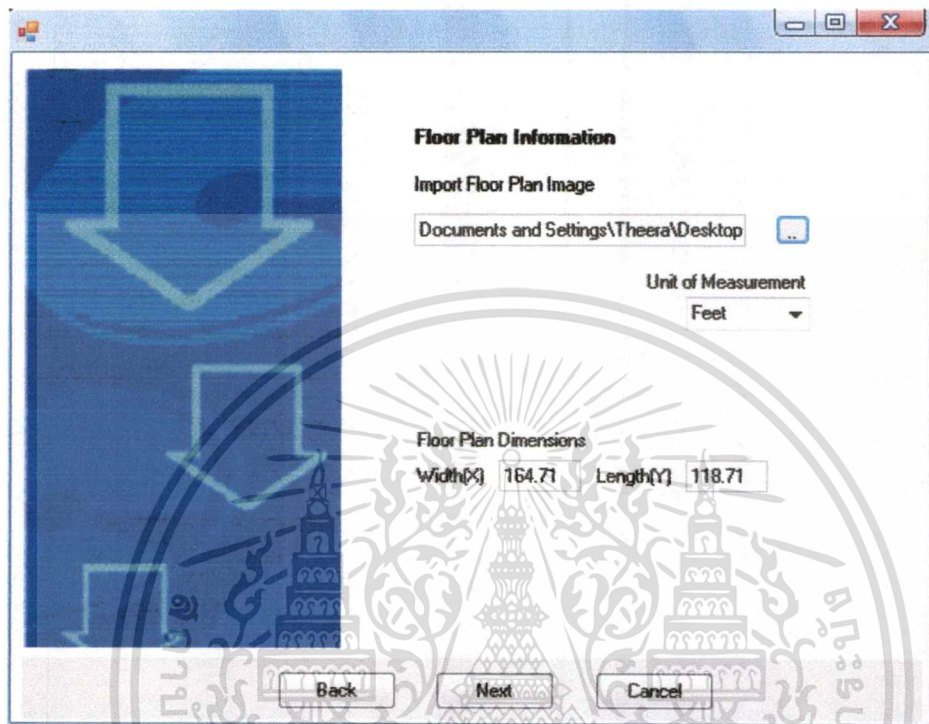 Floor Plan Information
Import Floor Plan Image
Documents and Settings\Theera\Desktop ..
Unit of Measurement
Feet
Floor Plan Dimensions
Width(X) 164.71 Length(Y) 118.71
Back Next Cancel